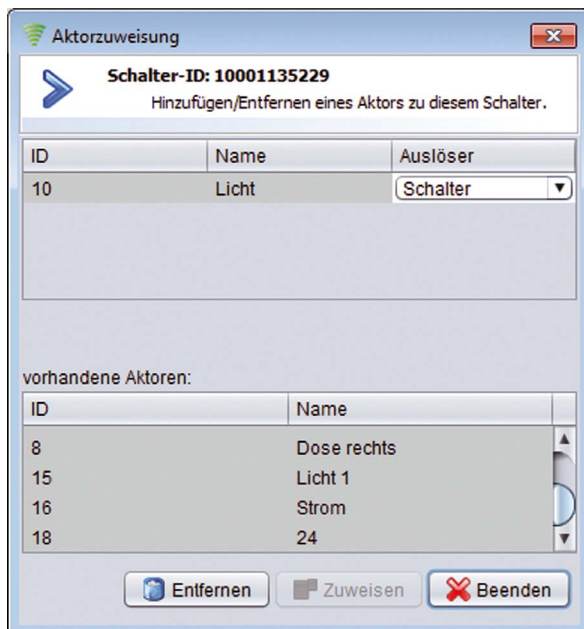 Aktorzuweisung
Schalter-ID: 10001135229
Hinzufügen/Entfernen eines Aktors zu diesem Schalter.
ID Name Auslöser
10 Licht Schalter
vorhandene Aktoren:
ID Name
8 Dose rechts
15 Licht 1
16 Strom
18 24
Entfernen Zuweisen Beenden